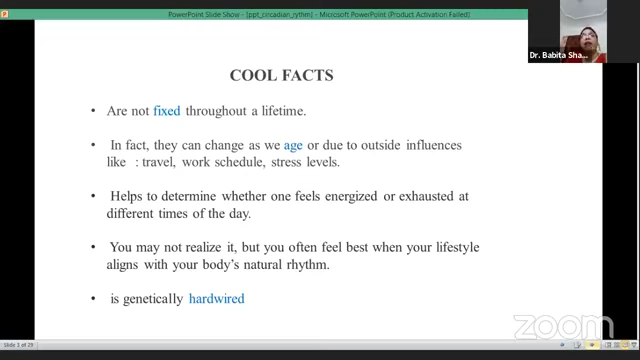 PowerPoint Slide Show - [ppt_circadian_rythm] - Microsoft PowerPoint (Product Activation Failed)
Dr. Babita Sha...
COOL FACTS
• Are not fixed throughout a lifetime.
• In fact, they can change as we age or due to outside influences
like : travel, work schedule, stress levels.
• Helps to determine whether one feels energized or exhausted at
different times of the day.
• You may not realize it, but you often feel best when your lifestyle
aligns with your body's natural rhythm.
• is genetically hardwired
zoom